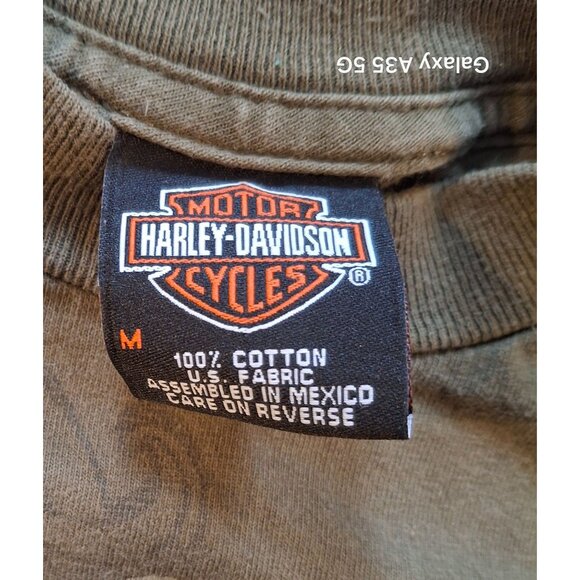 Galaxy A35 5G
MOTOR
HARLEY-DAVIDSON
CYCLES
®
M
100% COTTON
U.S. FABRIC
ASSEMBLED IN MEXICO
CARE ON REVERSE